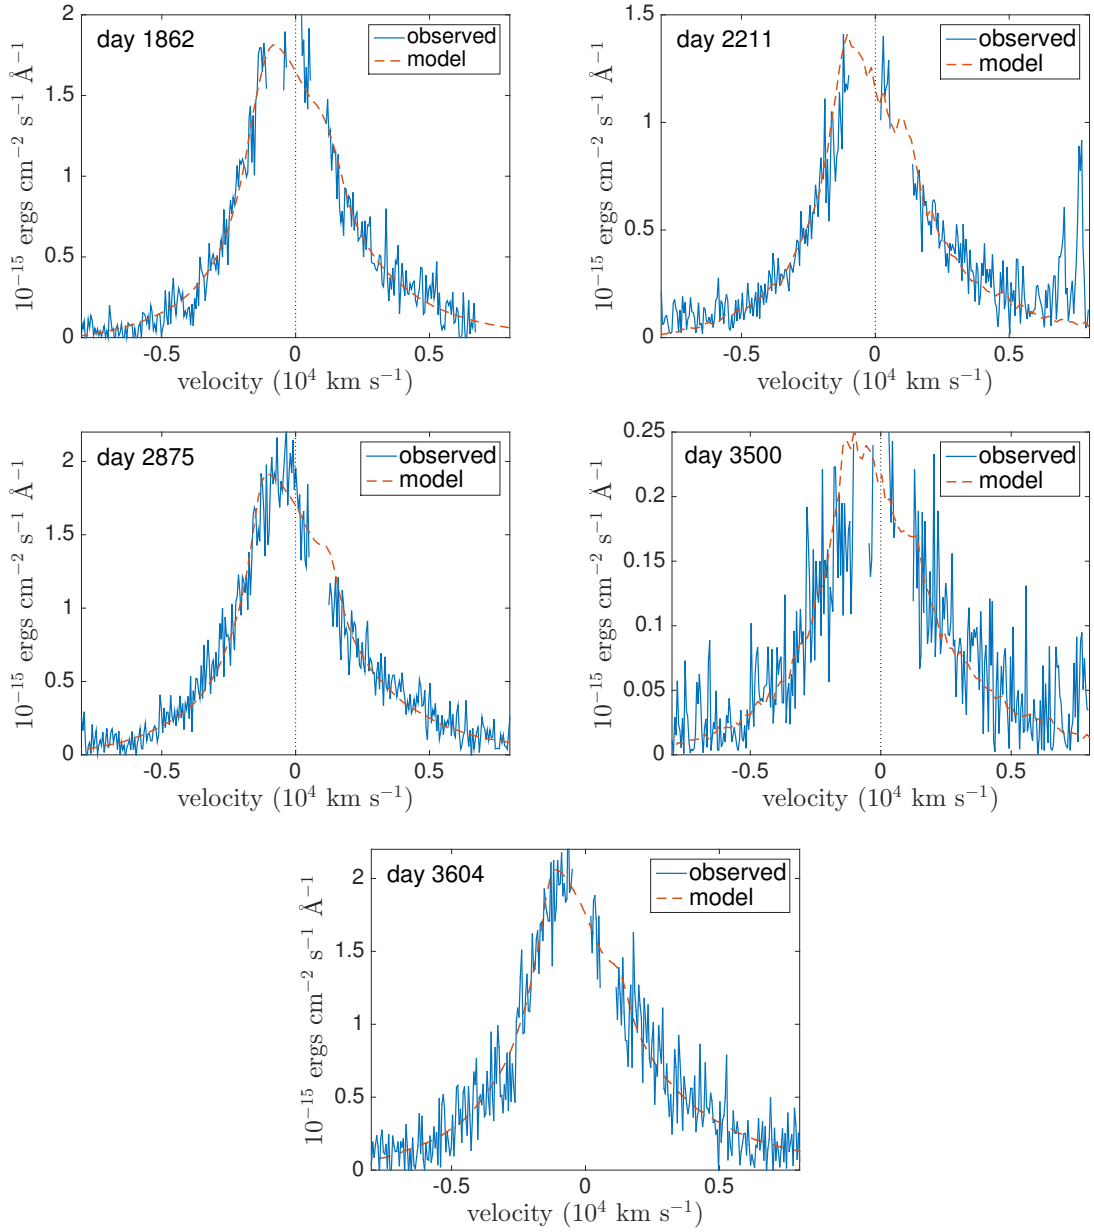 day 1862
observed
model
2
1.5
1
0.5
0
-0.5
0
0.5
10⁻¹⁵ ergs cm⁻² s⁻¹ Å⁻¹
velocity (10⁴ km s⁻¹)
day 2211
observed
model
1.5
1
0.5
0
-0.5
0
0.5
10⁻¹⁵ ergs cm⁻² s⁻¹ Å⁻¹
velocity (10⁴ km s⁻¹)
day 2875
observed
model
2
1.5
1
0.5
0
-0.5
0
0.5
10⁻¹⁵ ergs cm⁻² s⁻¹ Å⁻¹
velocity (10⁴ km s⁻¹)
day 3500
observed
model
0.25
0.2
0.15
0.1
0.05
0
-0.5
0
0.5
10⁻¹⁵ ergs cm⁻² s⁻¹ Å⁻¹
velocity (10⁴ km s⁻¹)
day 3604
observed
model
2
1.5
1
0.5
0
-0.5
0
0.5
10⁻¹⁵ ergs cm⁻² s⁻¹ Å⁻¹
velocity (10⁴ km s⁻¹)